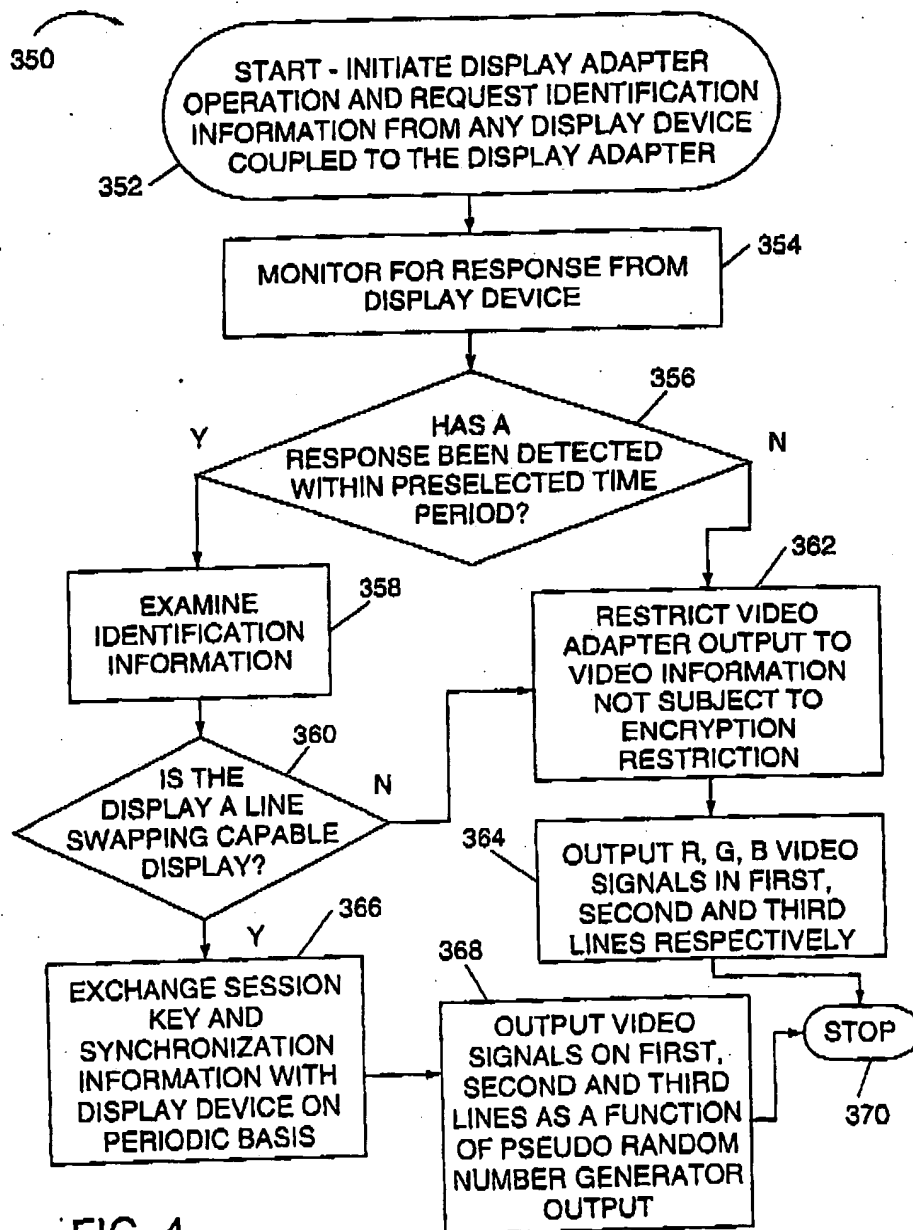 350
START - INITIATE DISPLAY ADAPTER
OPERATION AND REQUEST IDENTIFICATION
INFORMATION FROM ANY DISPLAY DEVICE
COUPLED TO THE DISPLAY ADAPTER
352
354
MONITOR FOR RESPONSE FROM
DISPLAY DEVICE
356
Y
HAS A
RESPONSE BEEN DETECTED
WITHIN PRESELECTED TIME
PERIOD?
N
358
EXAMINE
IDENTIFICATION
INFORMATION
362
RESTRICT VIDEO
ADAPTER OUTPUT TO
VIDEO INFORMATION
NOT SUBJECT TO
ENCRYPTION
RESTRICTION
360
IS THE
DISPLAY A LINE
SWAPPING CAPABLE
DISPLAY?
N
Y
364
OUTPUT R, G, B VIDEO
SIGNALS IN FIRST,
SECOND AND THIRD
LINES RESPECTIVELY
366
EXCHANGE SESSION
KEY AND
SYNCHRONIZATION
INFORMATION WITH
DISPLAY DEVICE ON
PERIODIC BASIS
368
OUTPUT VIDEO
SIGNALS ON FIRST,
SECOND AND THIRD
LINES AS A FUNCTION
OF PSEUDO RANDOM
NUMBER GENERATOR
OUTPUT
STOP
370
FIG. 4